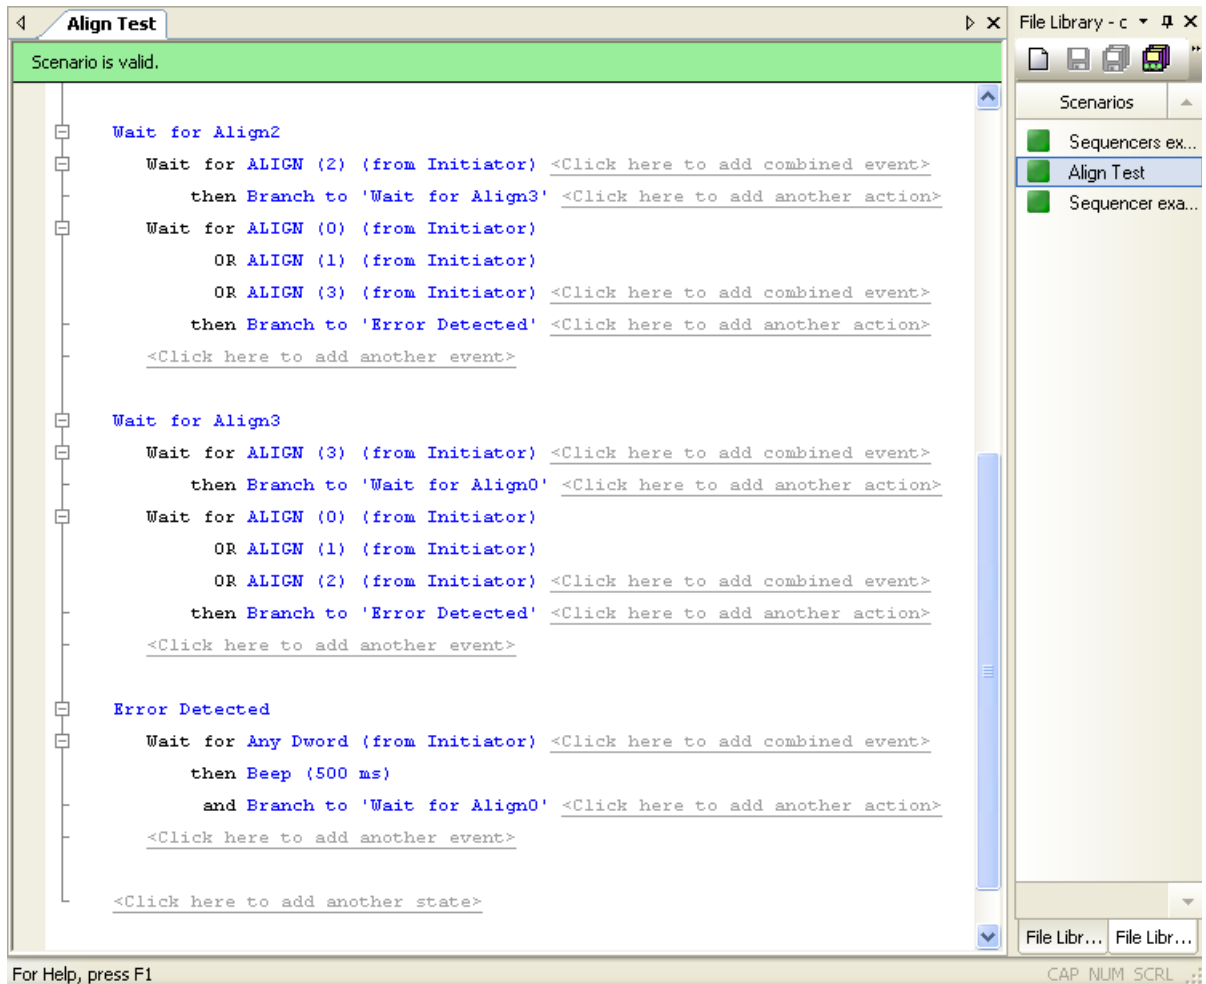 Align Test
File Library - c
Scenario is valid.
Scenarios
Sequencers ex...
Align Test
Sequencer exa...
Wait for Align2
Wait for ALIGN (2) (from Initiator) <Click here to add combined event>
then Branch to 'Wait for Align3' <Click here to add another action>
Wait for ALIGN (0) (from Initiator)
OR ALIGN (1) (from Initiator)
OR ALIGN (3) (from Initiator) <Click here to add combined event>
then Branch to 'Error Detected' <Click here to add another action>
<Click here to add another event>
Wait for Align3
Wait for ALIGN (3) (from Initiator) <Click here to add combined event>
then Branch to 'Wait for Align0' <Click here to add another action>
Wait for ALIGN (0) (from Initiator)
OR ALIGN (1) (from Initiator)
OR ALIGN (2) (from Initiator) <Click here to add combined event>
then Branch to 'Error Detected' <Click here to add another action>
<Click here to add another event>
Error Detected
Wait for Any Dword (from Initiator) <Click here to add combined event>
then Beep (500 ms)
and Branch to 'Wait for Align0' <Click here to add another action>
<Click here to add another event>
<Click here to add another state>
File Libr... File Libr...
For Help, press F1
CAP NUM SCRL